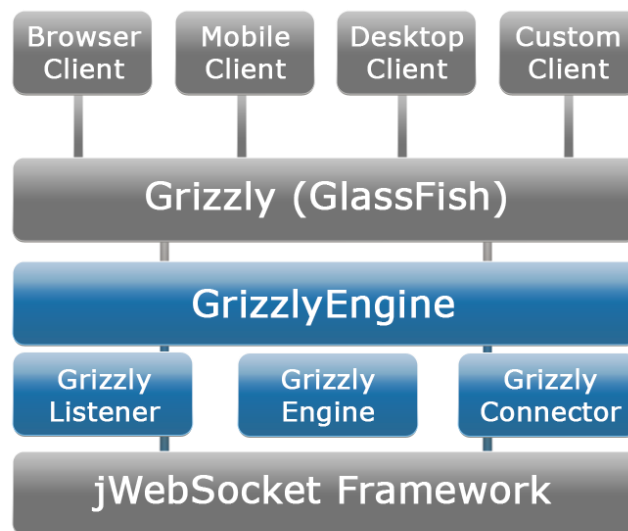 Browser
Client
Mobile
Client
Desktop
Client
Custom
Client
Grizzly (GlassFish)
GrizzlyEngine
Grizzly
Listener
Grizzly
Engine
Grizzly
Connector
jWebSocket Framework